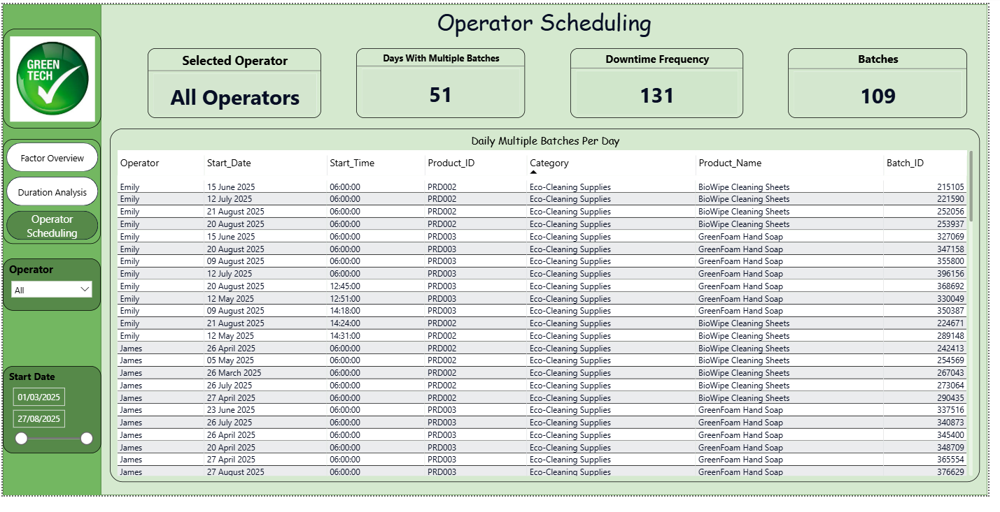 Operator Scheduling
GREEN
TECH
Selected Operator
All Operators
Days With Multiple Batches
51
Downtime Frequency
131
Batches
109
Factor Overview
Duration Analysis
Operator
Scheduling
Operator
All
Start Date
01/03/2025
27/08/2025
Daily Multiple Batches Per Day
Operator Start_Date Start_Time Product_ID Category Product_Name Batch_ID
Emily 15 June 2025 06:00:00 PRD002 Eco-Cleaning Supplies BioWipe Cleaning Sheets 215105
Emily 12 July 2025 06:00:00 PRD002 Eco-Cleaning Supplies BioWipe Cleaning Sheets 221590
Emily 21 August 2025 06:00:00 PRD002 Eco-Cleaning Supplies BioWipe Cleaning Sheets 252056
Emily 20 August 2025 06:00:00 PRD002 Eco-Cleaning Supplies BioWipe Cleaning Sheets 253937
Emily 15 June 2025 06:00:00 PRD003 Eco-Cleaning Supplies GreenFoam Hand Soap 327069
Emily 20 August 2025 06:00:00 PRD003 Eco-Cleaning Supplies GreenFoam Hand Soap 347158
Emily 09 August 2025 06:00:00 PRD003 Eco-Cleaning Supplies GreenFoam Hand Soap 355800
Emily 12 July 2025 06:00:00 PRD003 Eco-Cleaning Supplies GreenFoam Hand Soap 396156
Emily 20 August 2025 12:45:00 PRD003 Eco-Cleaning Supplies GreenFoam Hand Soap 368692
Emily 12 May 2025 12:51:00 PRD003 Eco-Cleaning Supplies GreenFoam Hand Soap 330049
Emily 09 August 2025 14:18:00 PRD003 Eco-Cleaning Supplies GreenFoam Hand Soap 350387
Emily 21 August 2025 14:24:00 PRD002 Eco-Cleaning Supplies BioWipe Cleaning Sheets 224671
Emily 12 May 2025 14:31:00 PRD002 Eco-Cleaning Supplies BioWipe Cleaning Sheets 289148
James 26 April 2025 06:00:00 PRD002 Eco-Cleaning Supplies BioWipe Cleaning Sheets 242413
James 05 May 2025 06:00:00 PRD002 Eco-Cleaning Supplies BioWipe Cleaning Sheets 254569
James 26 March 2025 06:00:00 PRD002 Eco-Cleaning Supplies BioWipe Cleaning Sheets 267043
James 26 July 2025 06:00:00 PRD002 Eco-Cleaning Supplies BioWipe Cleaning Sheets 273064
James 27 April 2025 06:00:00 PRD002 Eco-Cleaning Supplies BioWipe Cleaning Sheets 290435
James 23 June 2025 06:00:00 PRD003 Eco-Cleaning Supplies GreenFoam Hand Soap 337516
James 26 July 2025 06:00:00 PRD003 Eco-Cleaning Supplies GreenFoam Hand Soap 340873
James 26 April 2025 06:00:00 PRD003 Eco-Cleaning Supplies GreenFoam Hand Soap 345400
James 20 April 2025 06:00:00 PRD003 Eco-Cleaning Supplies GreenFoam Hand Soap 348709
James 27 April 2025 06:00:00 PRD003 Eco-Cleaning Supplies GreenFoam Hand Soap 365554
James 27 August 2025 06:00:00 PRD003 Eco-Cleaning Supplies GreenFoam Hand Soap 376629